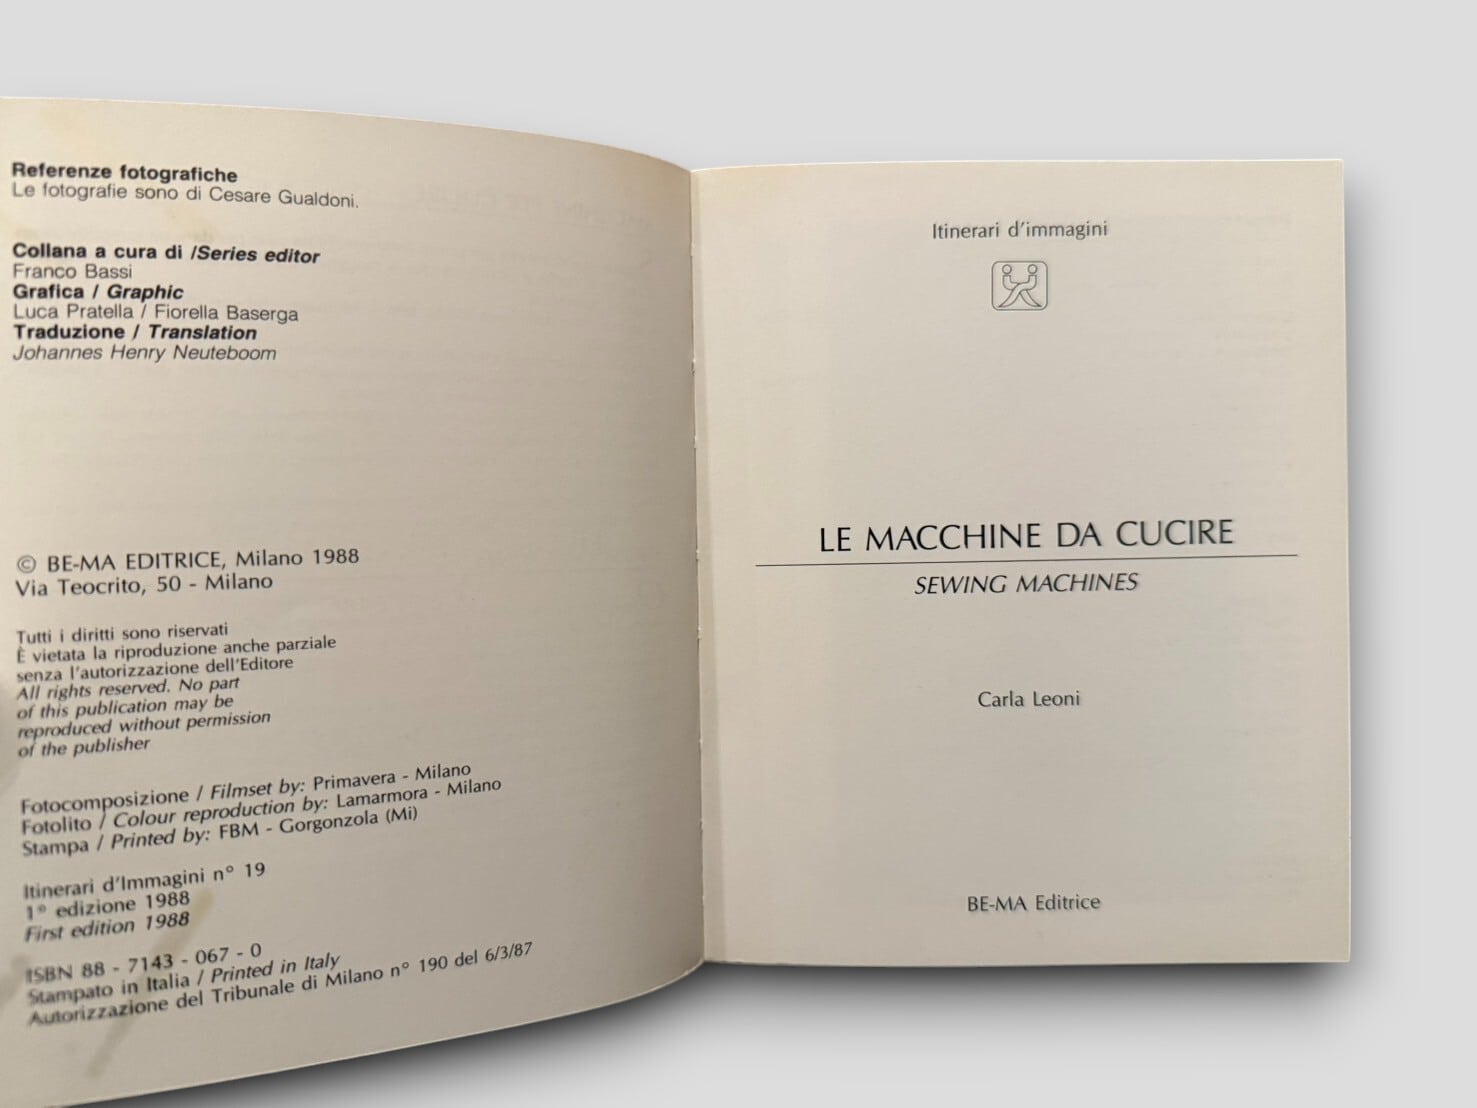 Referenze fotografiche
Le fotografie sono di Cesare Gualdoni.
Collana a cura di /Series editor
Franco Bassi
Grafica / Graphic
Luca Pratella / Fiorella Baserga
Traduzione / Translation
Johannes Henry Neuteboom
© BE-MA EDITRICE, Milano 1988
Via Teocrito, 50 - Milano
Tutti i diritti sono riservati
È vietata la riproduzione anche parziale
senza l'autorizzazione dell'Editore
All rights reserved. No part
of this publication may be
reproduced without permission
of the publisher
Fotocomposizione / Filmset by: Primavera - Milano
Fotolito / Colour reproduction by: Lamarmora - Milano
Stampa / Printed by: FBM - Gorgonzola (Mi)
Itinerari d'Immagini n° 19
1° edizione 1988
First edition 1988
ISBN 88 - 7143 - 067 - 0
Stampato in Italia / Printed in Italy
Autorizzazione del Tribunale di Milano n° 190 del 6/3/87
Itinerari d'immagini
LE MACCHINE DA CUCIRE
SEWING MACHINES
Carla Leoni
BE-MA Editrice